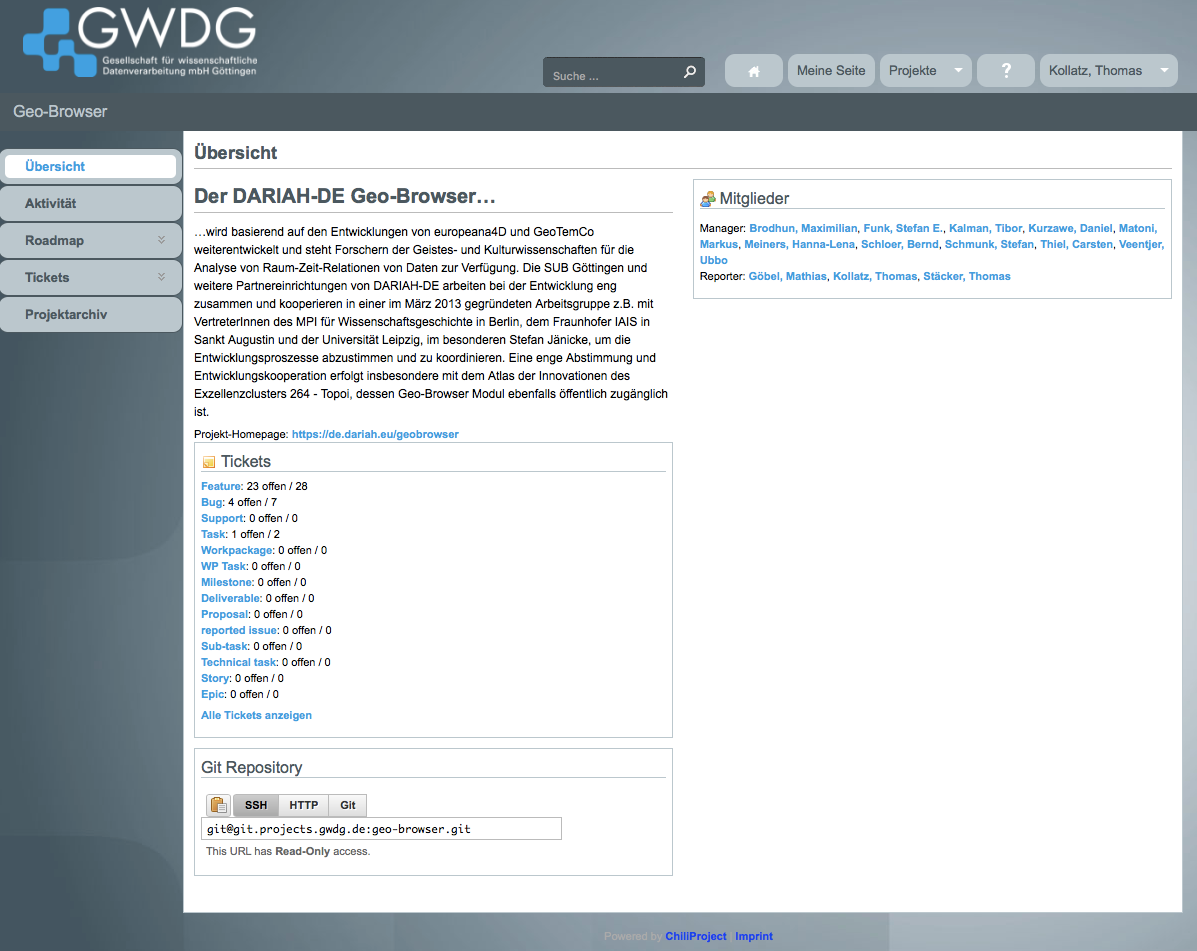 GWDG
Gesellschaft für wissenschaftliche
Datenverarbeitung mbH Göttingen
Suche ...
Meine Seite
Projekte
?
Kollatz, Thomas
Geo-Browser
Übersicht
Aktivität
Roadmap
Tickets
Projektarchiv
Übersicht
Der DARIAH-DE Geo-Browser…
…wird basierend auf den Entwicklungen von europeana4D und GeoTemCo
weiterentwickelt und steht Forschern der Geistes- und Kulturwissenschaften für die
Analyse von Raum-Zeit-Relationen von Daten zur Verfügung. Die SUB Göttingen und
weitere Partnereinrichtungen von DARIAH-DE arbeiten bei der Entwicklung eng
zusammen und kooperieren in einer im März 2013 gegründeten Arbeitsgruppe z.B. mit
VertreterInnen des MPI für Wissenschaftsgeschichte in Berlin, dem Fraunhofer IAIS in
Sankt Augustin und der Universität Leipzig, im besonderen Stefan Jänicke, um die
Entwicklungsprozesse abzustimmen und zu koordinieren. Eine enge Abstimmung und
Entwicklungskooperation erfolgt insbesondere mit dem Atlas der Innovationen des
Exzellenzclusters 264 - Topoi, dessen Geo-Browser Modul ebenfalls öffentlich zugänglich
ist.
Projekt-Homepage: https://de.dariah.eu/geobrowser
Tickets
Feature: 23 offen / 28
Bug: 4 offen / 7
Support: 0 offen / 0
Task: 1 offen / 2
Workpackage: 0 offen / 0
WP Task: 0 offen / 0
Milestone: 0 offen / 0
Deliverable: 0 offen / 0
Proposal: 0 offen / 0
reported issue: 0 offen / 0
Sub-task: 0 offen / 0
Technical task: 0 offen / 0
Story: 0 offen / 0
Epic: 0 offen / 0
Alle Tickets anzeigen
Git Repository
SSH HTTP Git
git@git.projects.gwdg.de:geo-browser.git
This URL has Read-Only access.
Mitglieder
Manager: Brodhun, Maximilian, Funk, Stefan E., Kalman, Tibor, Kurzawe, Daniel, Matoni,
Markus, Meiners, Hanna-Lena, Schloer, Bernd, Schmunk, Stefan, Thiel, Carsten, Veentjer,
Ubbo
Reporter: Göbel, Mathias, Kollatz, Thomas, Stäcker, Thomas
Powered by ChiliProject | Imprint